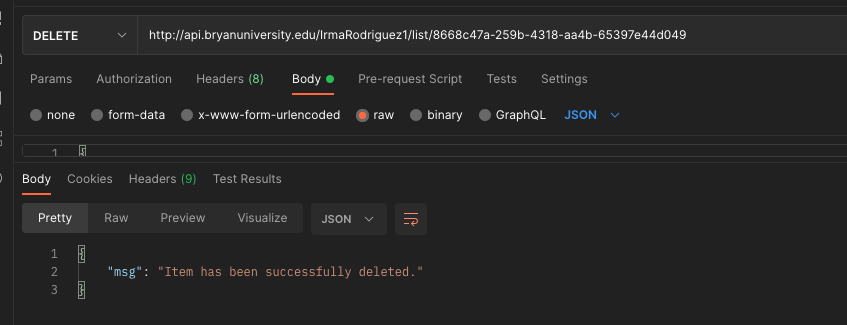 DELETE http://api.bryanuniversity.edu/IrmaRodriguez1/list/8668c47a-259b-4318-aa4b-65397e44d049
Params Authorization Headers (8) Body Pre-request Script Tests Settings
none form-data x-www-form-urlencoded raw binary GraphQL JSON
1 {
Body Cookies Headers (9) Test Results
Pretty Raw Preview Visualize JSON
1 {
2 "msg": "Item has been successfully deleted."
3 }